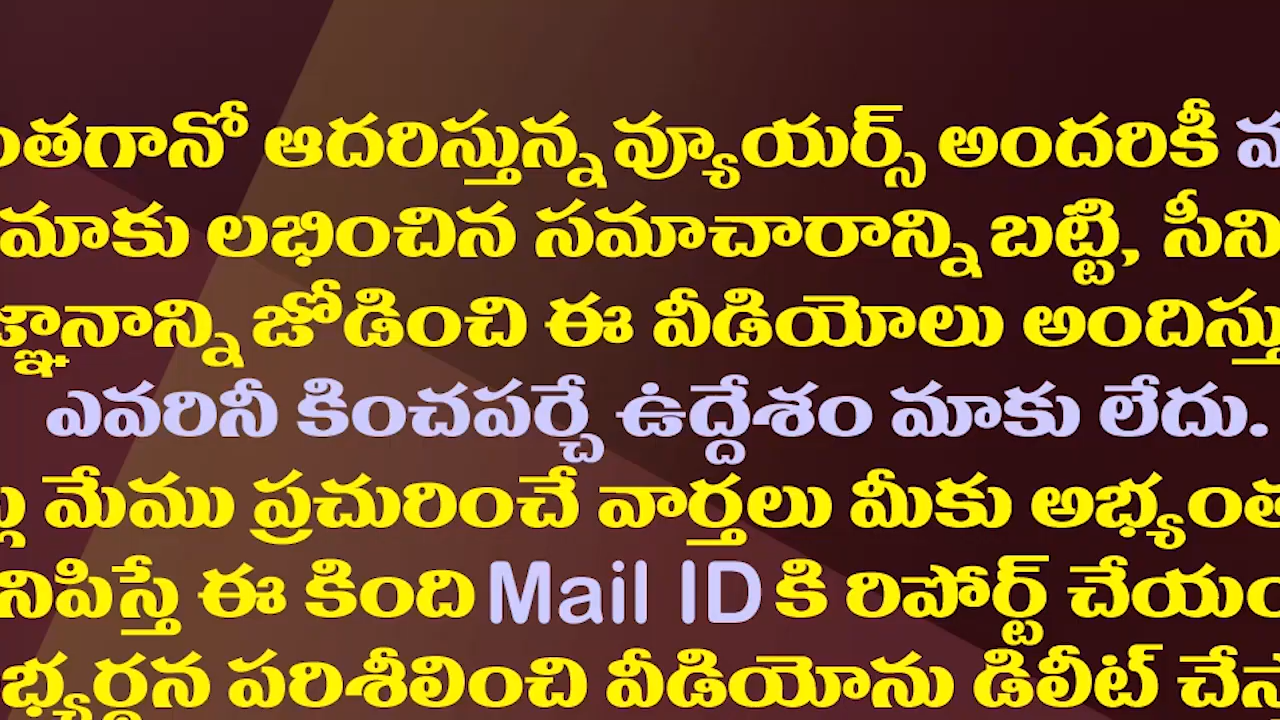 ంతగానో ఆదరిస్తున్న వ్యూయర్స్ అందరికీ
మాకు లభించిన సమాచారాన్ని బట్టి, సీని
జ్ఞానాన్ని జోడించి ఈ వీడియోలు అందిస్తు
ఎవరినీ కించపర్చే ఉద్దేశం మాకు లేదు.
ల్ల మేము ప్రచురించే వార్తలు మీకు అభ్యంత
నిపిస్తే ఈ కింది Mail ID కి రిపోర్ట్ చేయం
భ్యర్థన పరిశీలించి వీడియోను డిలీట్ చేస